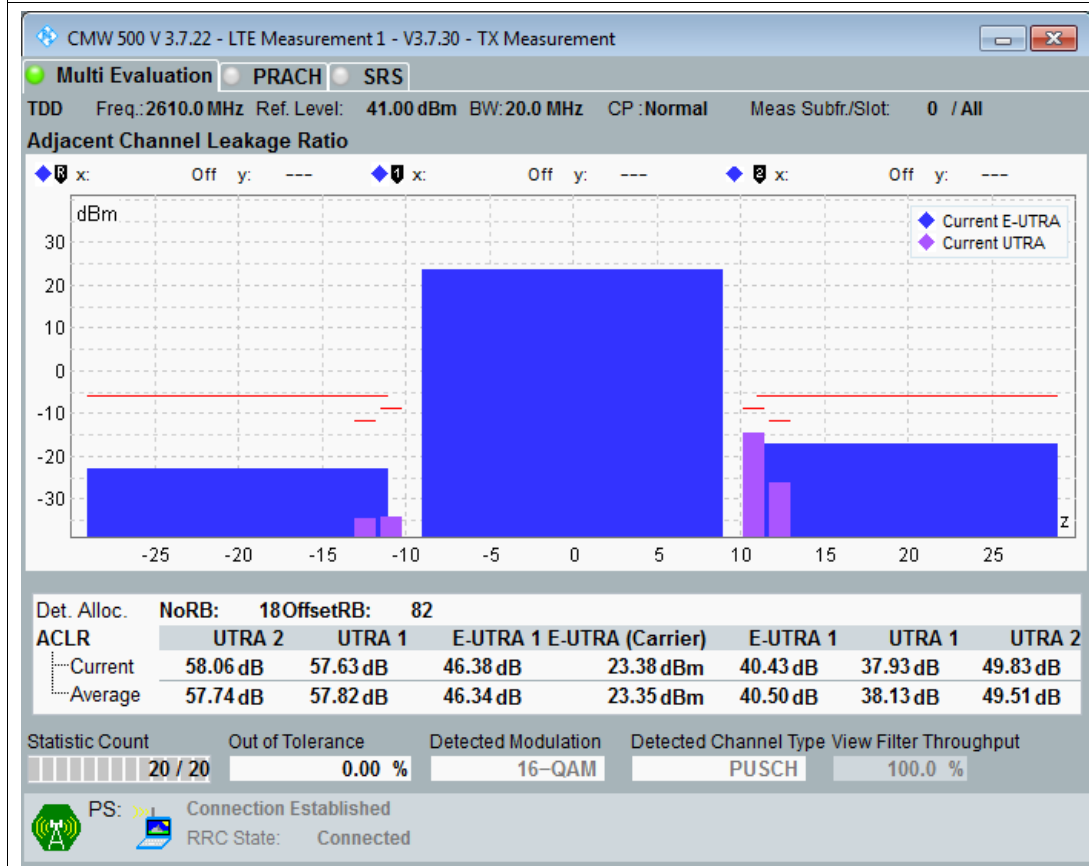 CMW 500 V 3.7.22 - LTE Measurement 1 - V3.7.30 - TX Measurement
Multi Evaluation PRACH SRS
TDD Freq.: 2610.0 MHz Ref. Level: 41.00 dBm BW: 20.0 MHz CP : Normal Meas Subfr./Slot: 0 / All
Adjacent Channel Leakage Ratio
R x: Off y: --- 1 x: Off y: --- 2 x: Off y: ---
dBm
Current E-UTRA
Current UTRA
30
20
10
0
-10
-20
-30
z
-25 -20 -15 -10 -5 0 5 10 15 20 25
Det. Alloc. NoRB: 18 OffsetRB: 82
ACLR UTRA 2 UTRA 1 E-UTRA 1 E-UTRA (Carrier) E-UTRA 1 UTRA 1 UTRA 2
Current 58.06 dB 57.63 dB 46.38 dB 23.38 dBm 40.43 dB 37.93 dB 49.83 dB
Average 57.74 dB 57.82 dB 46.34 dB 23.35 dBm 40.50 dB 38.13 dB 49.51 dB
Statistic Count Out of Tolerance Detected Modulation Detected Channel Type View Filter Throughput
20 / 20 0.00 % 16-QAM PUSCH 100.0 %
PS: Connection Established
RRC State: Connected